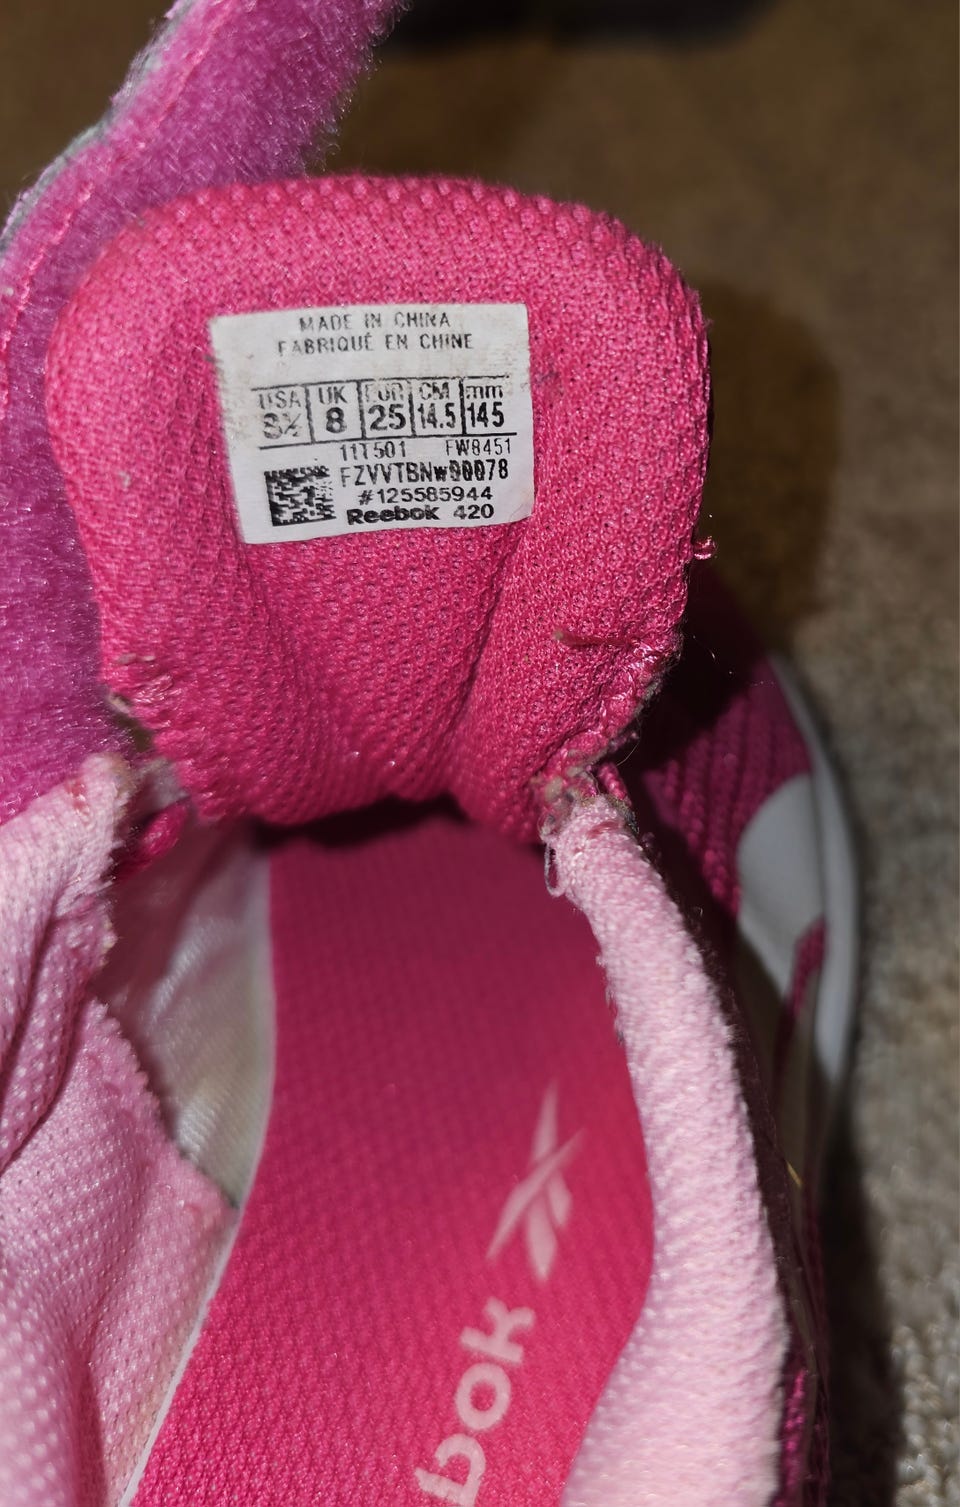 MADE IN CHINA
FABRIQUÉ EN CHINE
USA UK EUR CM mm
8½ 8 25 14.5 145
11T501 FW8451
FZVVTBNW00078
#125585944
Reebok 420
bok